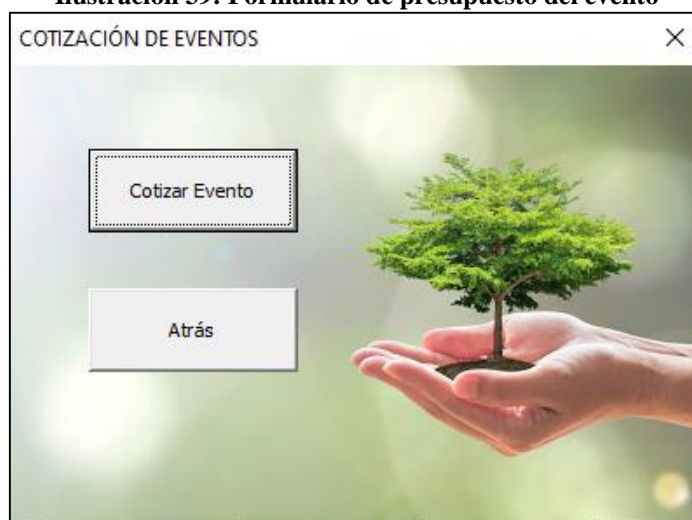 Ilustración 39. Formulario de presupuesto del evento
COTIZACIÓN DE EVENTOS
Cotizar Evento
Atrás